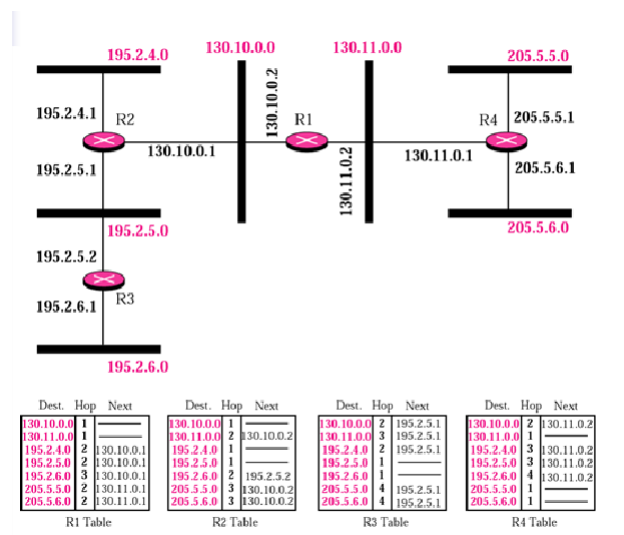 195.2.4.0 130.10.0.0 130.11.0.0 205.5.5.0
130.10.0.2
195.2.4.1 R2 R1 R4 205.5.5.1
130.10.0.1 130.11.0.1
195.2.5.1 130.11.0.2 205.5.6.1
195.2.5.0 205.5.6.0
195.2.5.2
195.2.6.1 R3
195.2.6.0
Dest. Hop Next
130.10.0.0 1
130.11.0.0 1
195.2.4.0 2 130.10.0.1
195.2.5.0 2 130.10.0.1
195.2.6.0 3 130.10.0.1
205.5.5.0 2 130.11.0.1
205.5.6.0 2 130.11.0.1
R1 Table
Dest. Hop Next
130.10.0.0 1
130.11.0.0 2 130.10.0.2
195.2.4.0 1
195.2.5.0 1
195.2.6.0 2 195.2.5.2
205.5.5.0 3 130.10.0.2
205.5.6.0 3 130.10.0.2
R2 Table
Dest. Hop Next
130.10.0.0 2 195.2.5.1
130.11.0.0 3 195.2.5.1
195.2.4.0 2 195.2.5.1
195.2.5.0 1
195.2.6.0 1
205.5.5.0 4 195.2.5.1
205.5.6.0 4 195.2.5.1
R3 Table
Dest. Hop Next
130.10.0.0 2 130.11.0.2
130.11.0.0 1
195.2.4.0 3 130.11.0.2
195.2.5.0 3 130.11.0.2
195.2.6.0 4 130.11.0.2
205.5.5.0 1
205.5.6.0 1
R4 Table